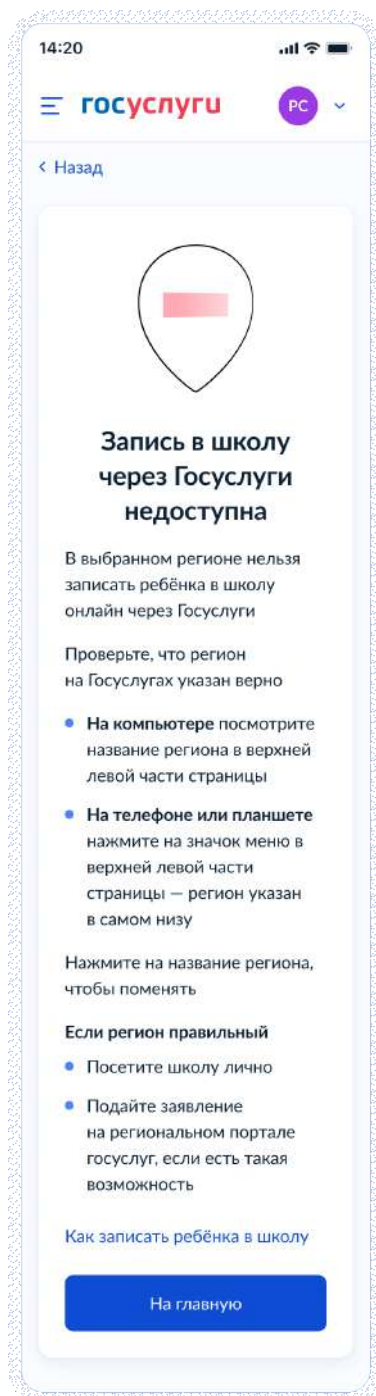 14:20
госуслуги
РС
Назад
Запись в школу
через Госуслуги
недоступна
В выбранном регионе нельзя
записать ребёнка в школу
онлайн через Госуслуги
Проверьте, что регион
на Госуслугах указан верно
На компьютере посмотрите
название региона в верхней
левой части страницы
На телефоне или планшете
нажмите на значок меню в
верхней левой части
страницы — регион указан
в самом низу
Нажмите на название региона,
чтобы поменять
Если регион правильный
Посетите школу лично
Подайте заявление
на региональном портале
госуслуг, если есть такая
возможность
Как записать ребёнка в школу
На главную